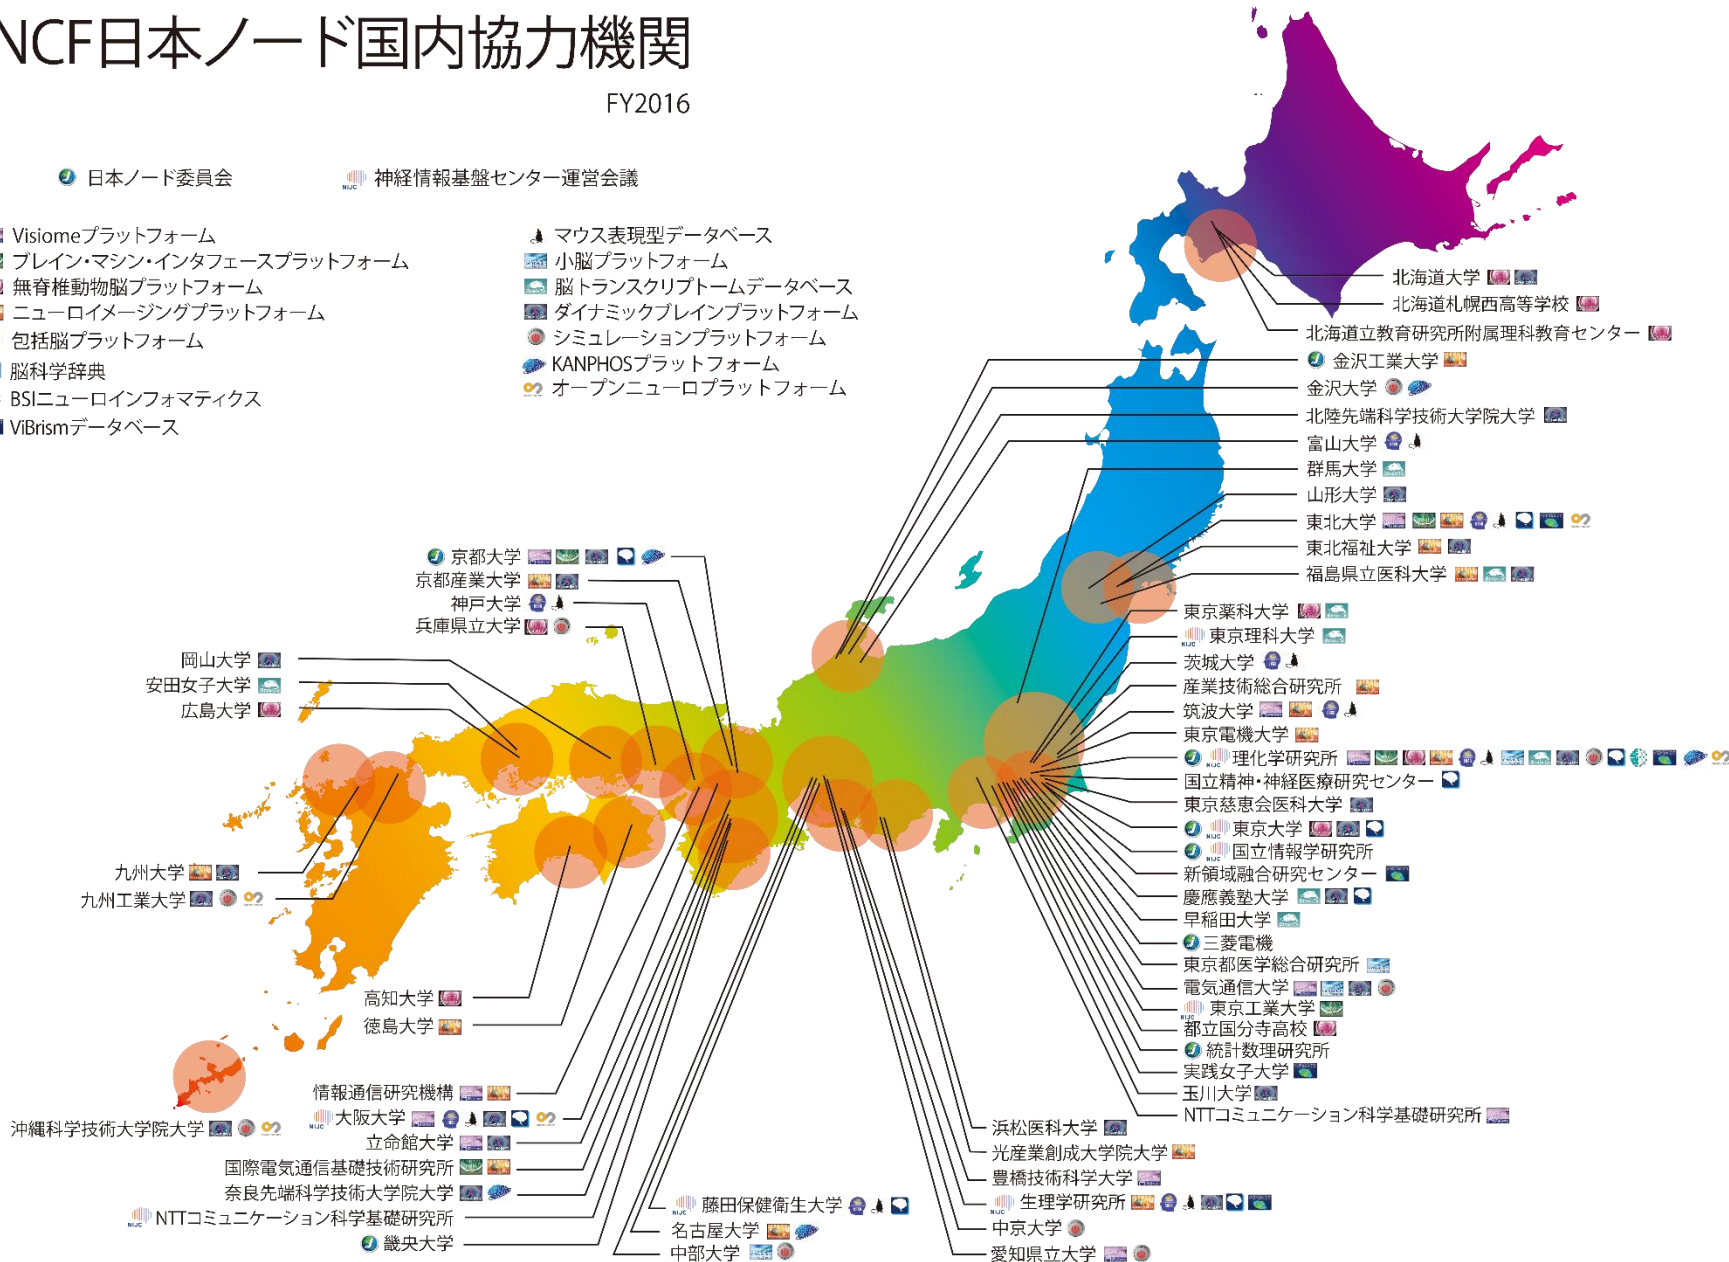 NCF日本ノード国内協力機関
FY2016
日本ノード委員会
神経情報基盤センター運営会議
Visiomeプラットフォーム
ブレイン・マシン・インタフェースプラットフォーム
無脊椎動物脳プラットフォーム
ニューロイメージングプラットフォーム
包括脳プラットフォーム
脳科学辞典
BSIニューロインフォマティクス
ViBrismデータベース
マウス表現型データベース
小脳プラットフォーム
脳トランスクリプトームデータベース
ダイナミックブレインプラットフォーム
シミュレーションプラットフォーム
KANPHOSプラットフォーム
オープンニューロプラットフォーム
北海道大学
北海道札幌西高等学校
北海道立教育研究所附属理科教育センター
金沢工業大学
金沢大学
北陸先端科学技術大学院大学
富山大学
群馬大学
山形大学
東北大学
東北福祉大学
福島県立医科大学
東京薬科大学
東京理科大学
茨城大学
産業技術総合研究所
筑波大学
東京電機大学
理化学研究所
国立精神・神経医療研究センター
東京慈恵会医科大学
東京大学
国立情報学研究所
新領域融合研究センター
慶應義塾大学
早稲田大学
三菱電機
東京都医学総合研究所
電気通信大学
東京工業大学
都立国分寺高校
統計数理研究所
実践女子大学
玉川大学
NTTコミュニケーション科学基礎研究所
京都大学
京都産業大学
神戸大学
兵庫県立大学
岡山大学
安田女子大学
広島大学
九州大学
九州工業大学
高知大学
徳島大学
沖縄科学技術大学院大学
情報通信研究機構
大阪大学
立命館大学
国際電気通信基礎技術研究所
奈良先端科学技術大学院大学
NTTコミュニケーション科学基礎研究所
畿央大学
藤田保健衛生大学
名古屋大学
中部大学
浜松医科大学
光産業創成大学院大学
豊橋技術科学大学
生理学研究所
中京大学
愛知県立大学